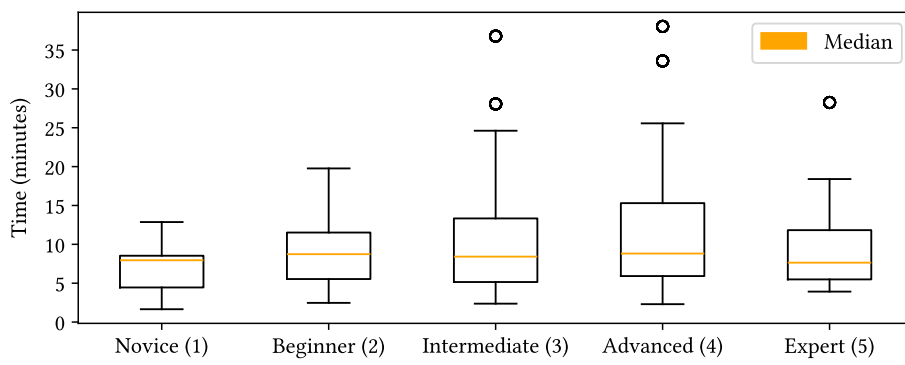 Median
Time (minutes)
35
30
25
20
15
10
5
0
Novice (1)
Beginner (2)
Intermediate (3)
Advanced (4)
Expert (5)